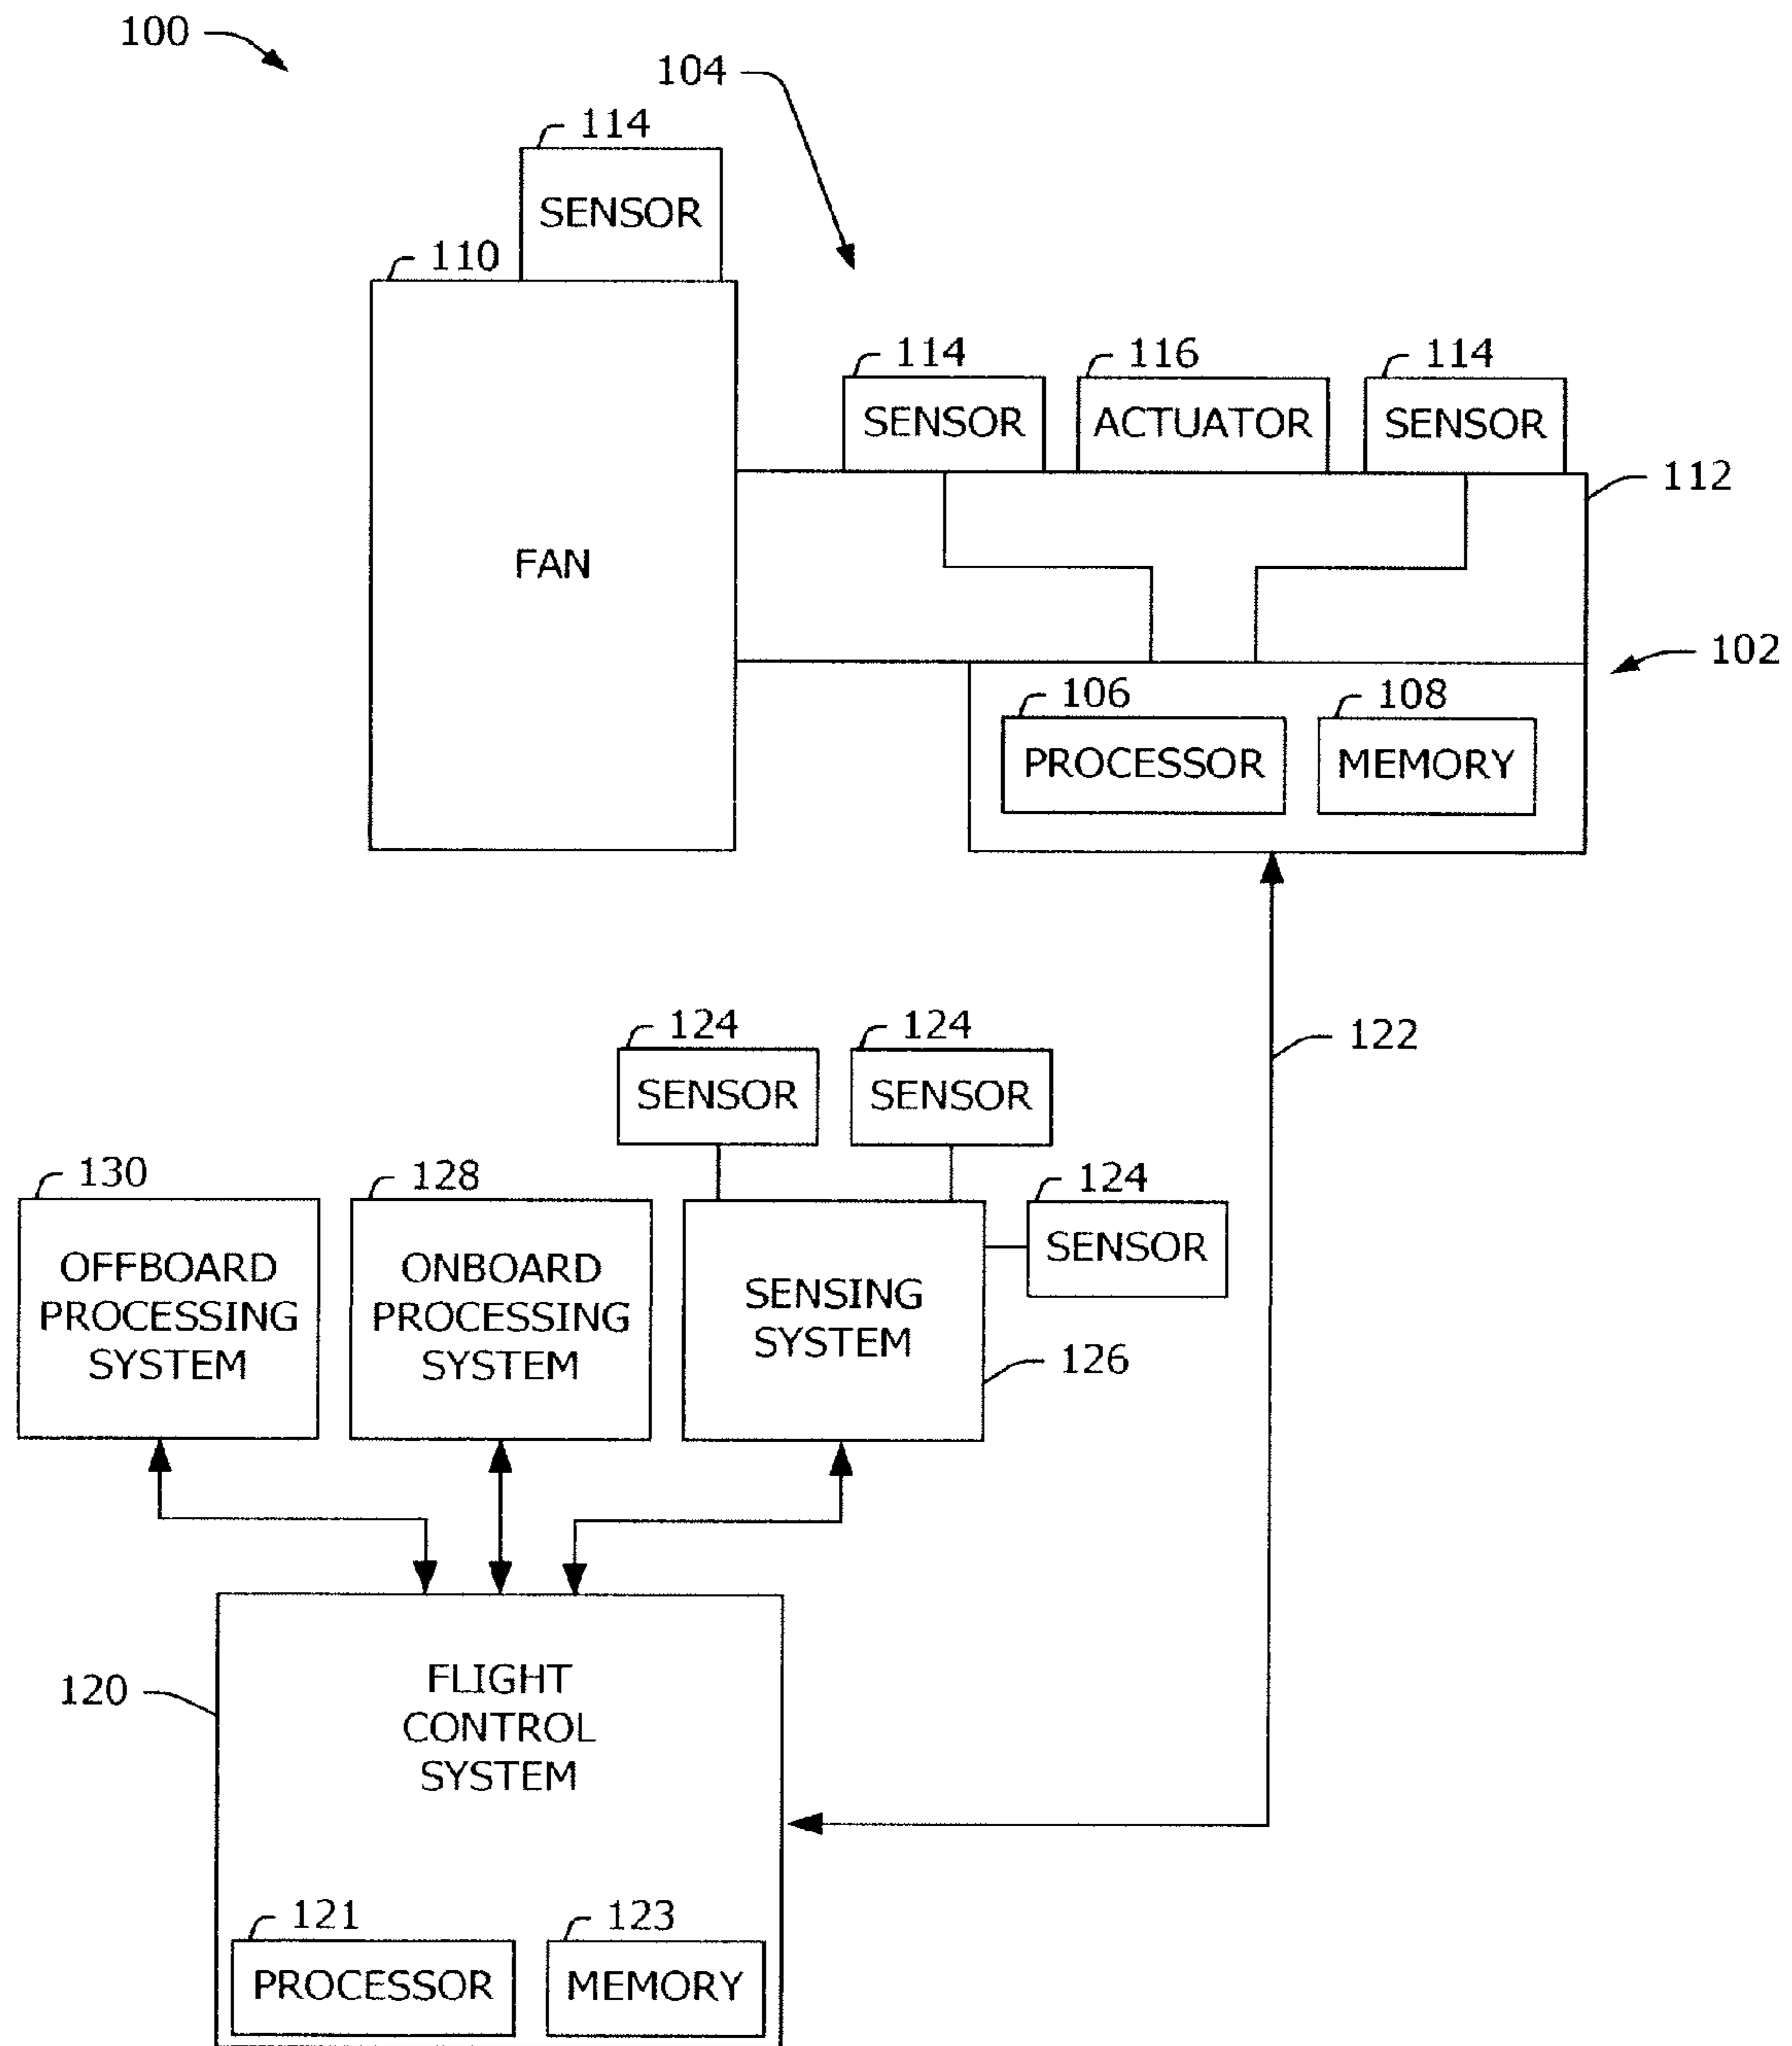 100
104
114
SENSOR
110
FAN
114
SENSOR
116
ACTUATOR
114
SENSOR
112
102
106
PROCESSOR
108
MEMORY
122
124
SENSOR
124
SENSOR
124
SENSOR
130
OFFBOARD
PROCESSING
SYSTEM
128
ONBOARD
PROCESSING
SYSTEM
SENSING
SYSTEM
126
120
FLIGHT
CONTROL
SYSTEM
121
PROCESSOR
123
MEMORY